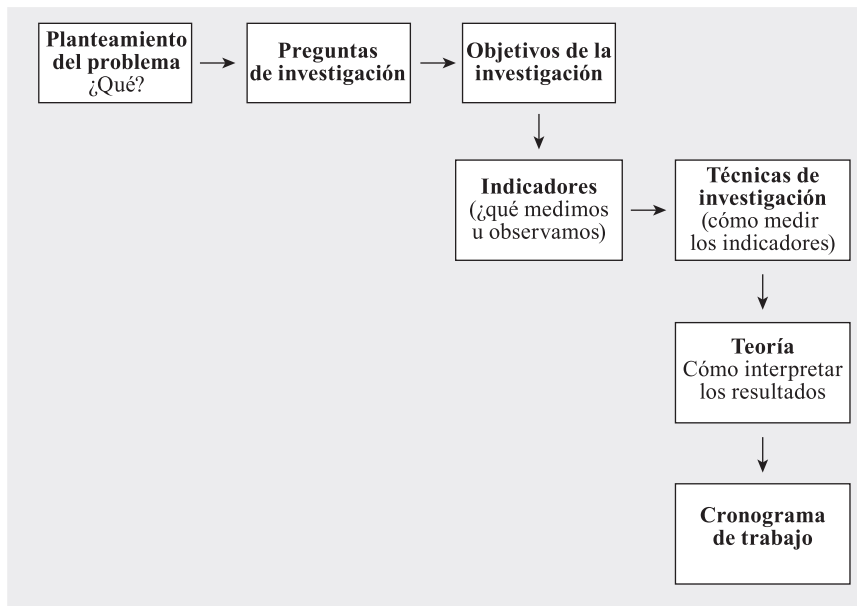 Planteamiento
del problema
¿Qué?
Preguntas
de investigación
Objetivos de la
investigación
Indicadores
(¿qué medimos
u observamos)
Técnicas de
investigación
(cómo medir
los indicadores)
Teoría
Cómo interpretar
los resultados
Cronograma
de trabajo